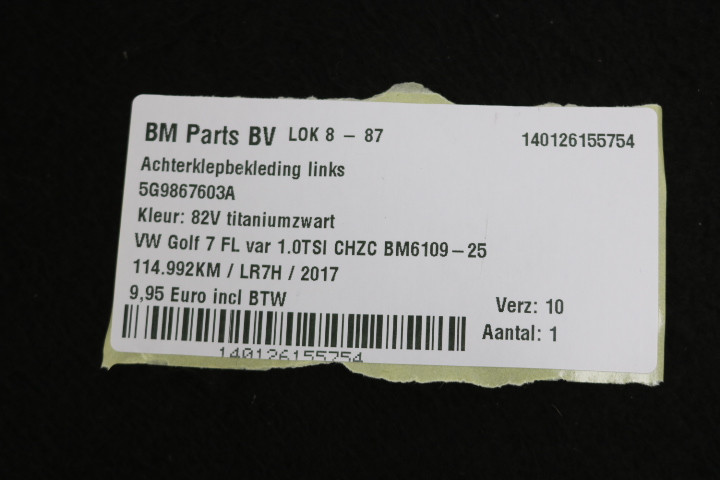 BM Parts BV LOK 8 - 87 140126155754
Achterklepbekleding links
5G9867603A
Kleur: 82V titaniumzwart
VW Golf 7 FL var 1.0TSI CHZC BM6109-25
114.992KM / LR7H / 2017
9,95 Euro incl BTW
Verz: 10
Aantal: 1
140126155754